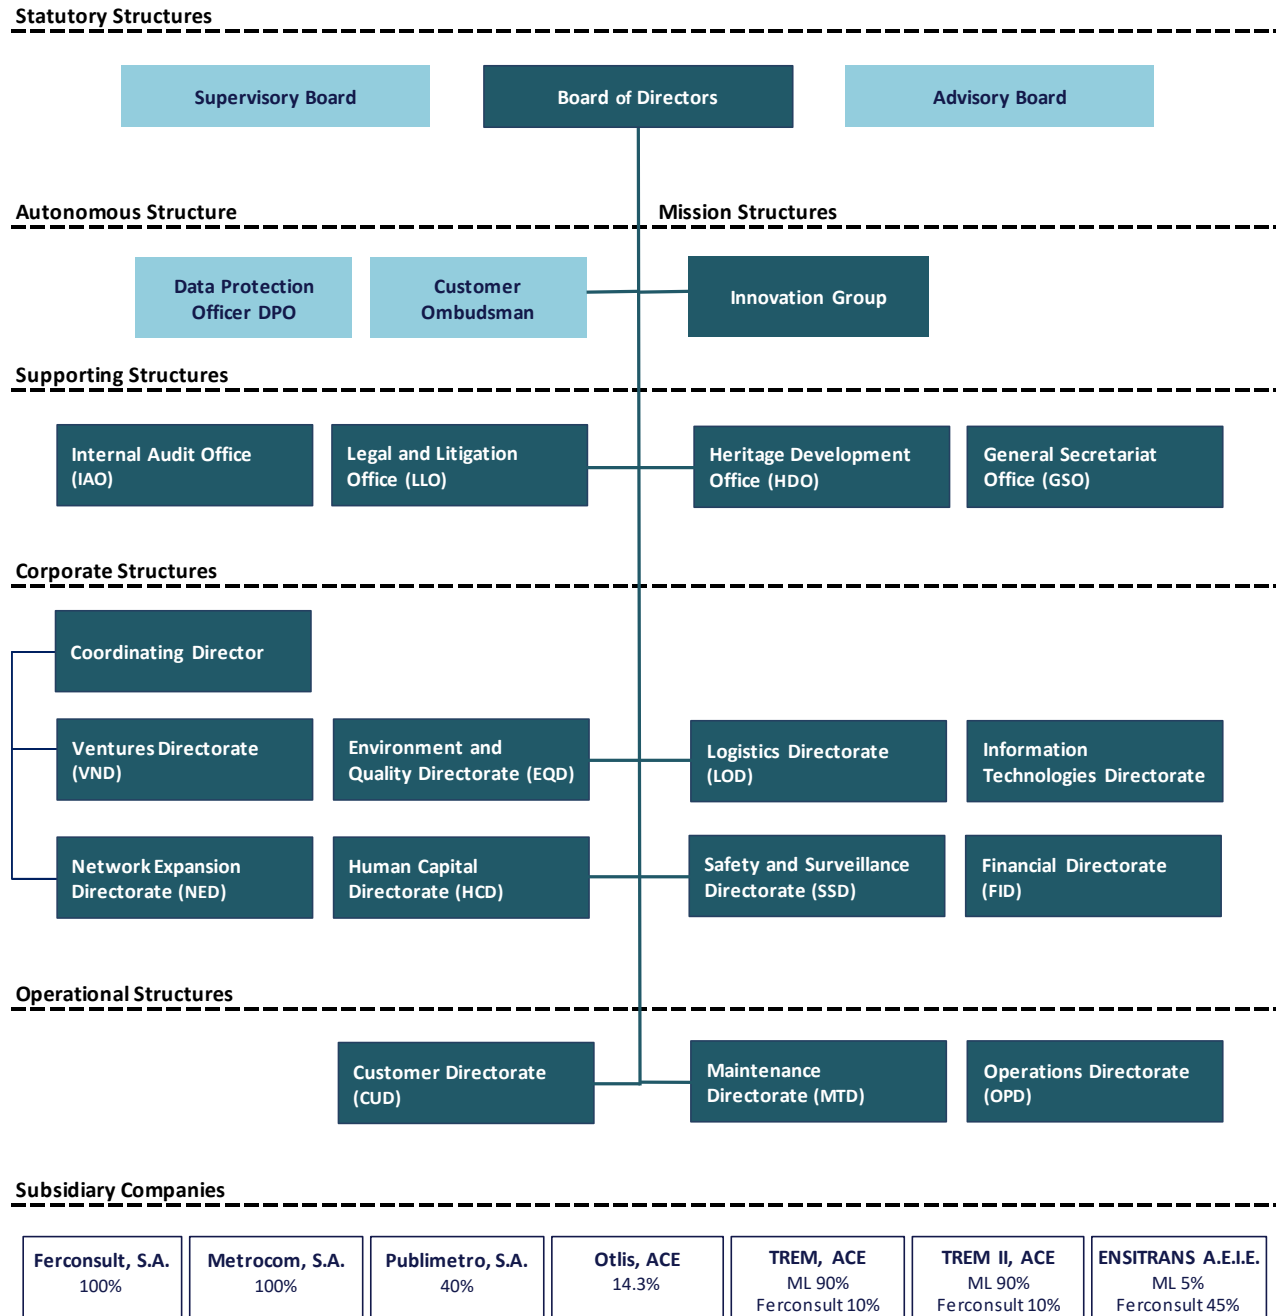 Statutory Structures
Supervisory Board
Board of Directors
Advisory Board
Autonomous Structure
Mission Structures
Data Protection
Officer DPO
Customer
Ombudsman
Innovation Group
Supporting Structures
Internal Audit Office
(IAO)
Legal and Litigation
Office (LLO)
Heritage Development
Office (HDO)
General Secretariat
Office (GSO)
Corporate Structures
Coordinating Director
Ventures Directorate
(VND)
Environment and
Quality Directorate (EQD)
Logistics Directorate
(LOD)
Information
Technologies Directorate
Network Expansion
Directorate (NED)
Human Capital
Directorate (HCD)
Safety and Surveillance
Directorate (SSD)
Financial Directorate
(FID)
Operational Structures
Customer Directorate
(CUD)
Maintenance
Directorate (MTD)
Operations Directorate
(OPD)
Subsidiary Companies
Ferconsult, S.A.
100%
Metrocom, S.A.
100%
Publimetro, S.A.
40%
Otlis, ACE
14.3%
TREM, ACE
ML 90%
Ferconsult 10%
TREM II, ACE
ML 90%
Ferconsult 10%
ENSITRANS A.E.I.E.
ML 5%
Ferconsult 45%